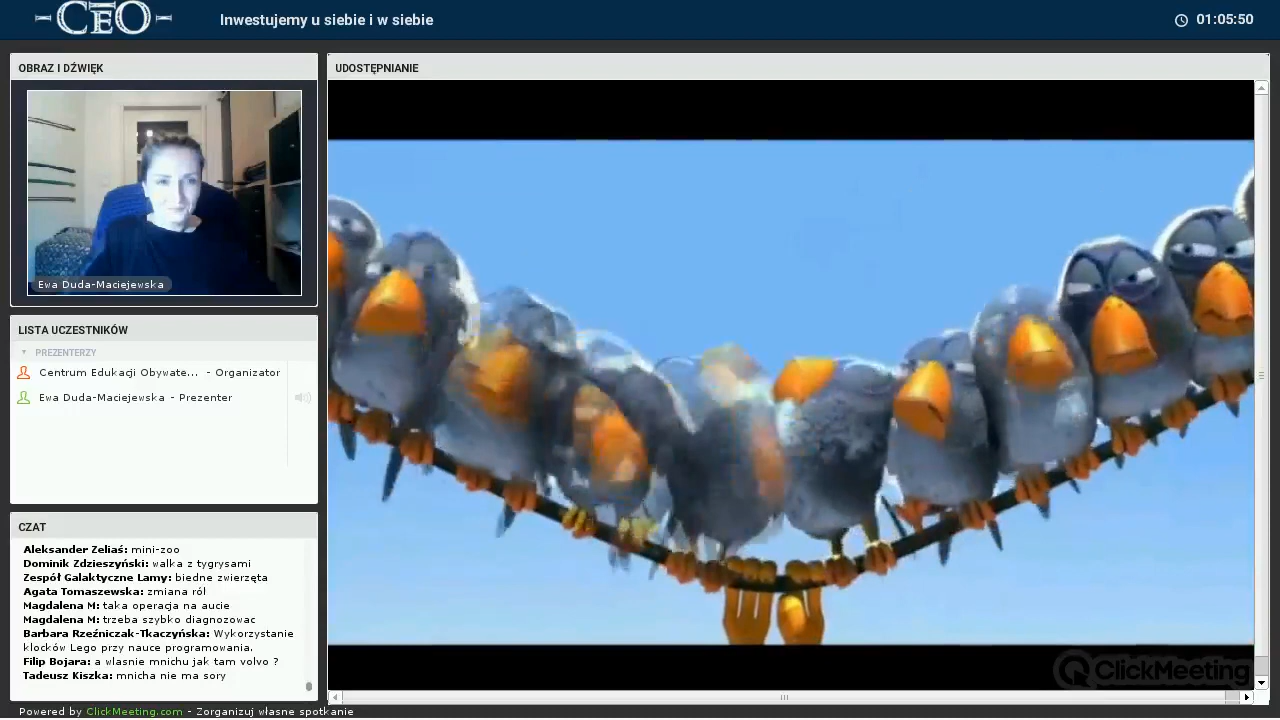 CEO
Inwestujemy u siebie i w siebie
01:05:50
OBRAZ I DŹWIĘK
Ewa Duda-Maciejewska
LISTA UCZESTNIKÓW
PREZENTERZY
Centrum Edukacji Obywate... - Organizator
Ewa Duda-Maciejewska - Prezenter
CZAT
Aleksander Zeliaś: mini-zoo
Dominik Zdzieszyński: walka z tygrysami
Zespół Galaktyczne Lamy: biedne zwierzęta
Agata Tomaszewska: zmiana ról
Magdalena M: taka operacja na aucie
Magdalena M: trzeba szybko diagnozowac
Barbara Rzeźniczak-Tkaczyńska: Wykorzystanie
klocków Lego przy nauce programowania.
Filip Bojara: a wlasnie mnichu jak tam volvo ?
Tadeusz Kiszka: mnicha nie ma sory
UDOSTĘPNIANIE
ClickMeeting
Powered by ClickMeeting.com - Zorganizuj własne spotkanie